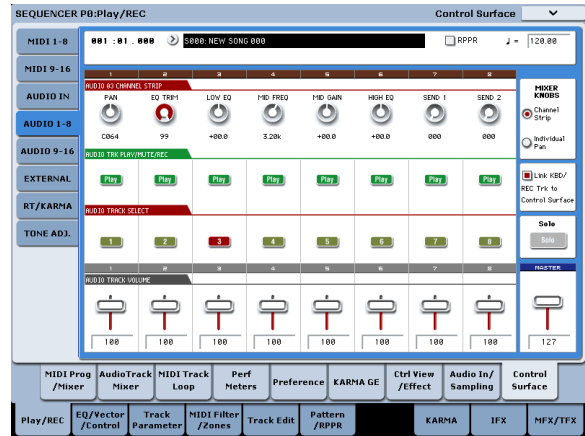 SEQUENCER P0:Play/REC Control Surface
MIDI 1-8 001 :01 . 000 S000: NEW SONG 000 RPPR ♩ = 120.00
MIDI 9-16
AUDIO IN
AUDIO 1-8
AUDIO 9-16
EXTERNAL
RT/KARMA
TONE ADJ.
1 2 3 4 5 6 7 8
AUDIO 03 CHANNEL STRIP
PAN EQ TRIM LOW EQ MID FREQ MID GAIN HIGH EQ SEND 1 SEND 2
C064 99 +00.0 3.20k +00.0 +00.0 000 000
MIXER KNOBS
Channel Strip
Individual Pan
AUDIO TRK PLAY/MUTE/REC
Play Play Play Play Play Play Play Play
Link KBD/
REC Trk to
Control Surface
AUDIO TRACK SELECT
1 2 3 4 5 6 7 8
Solo
Solo
1 2 3 4 5 6 7 8 MASTER
AUDIO TRACK VOLUME
100 100 100 100 100 100 100 100 127
MIDI Prog /Mixer AudioTrack Mixer MIDI Track Loop Perf Meters Preference KARMA GE Ctrl View /Effect Audio In/ Sampling Control Surface
Play/REC EQ/Vector /Control Track Parameter MIDI Filter /Zones Track Edit Pattern /RPPR KARMA IFX MFX/TFX